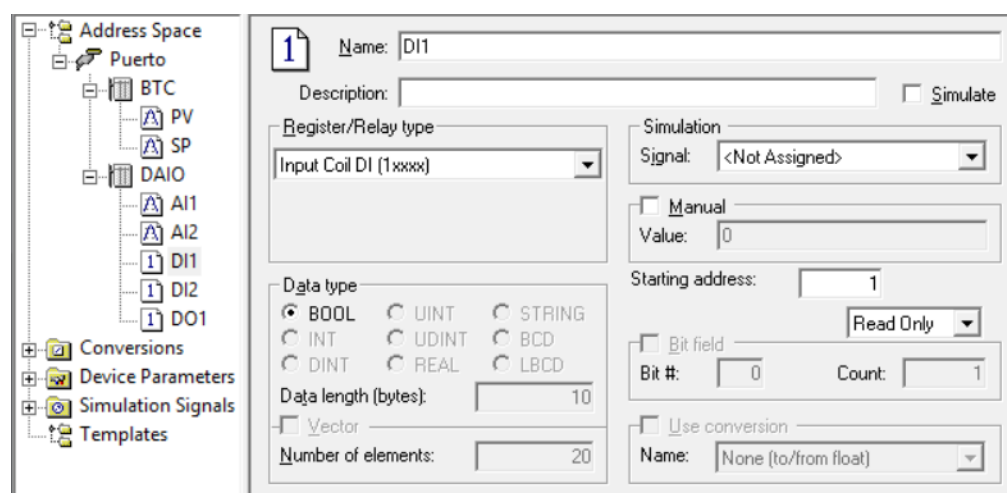 Address Space
Puerto
BTC
PV
SP
DAIO
AI1
AI2
DI1
DI2
DO1
Conversions
Device Parameters
Simulation Signals
Templates
Name: DI1
Description:
Simulate
Register/Relay type
Input Coil DI (1xxxx)
Simulation
Signal: <Not Assigned>
Manual
Value: 0
Starting address: 1
Read Only
Data type
BOOL UINT STRING
INT UDINT BCD
DINT REAL LBCD
Data length (bytes): 10
Vector
Number of elements: 20
Bit field
Bit #: 0 Count: 1
Use conversion
Name: None (to/from float)